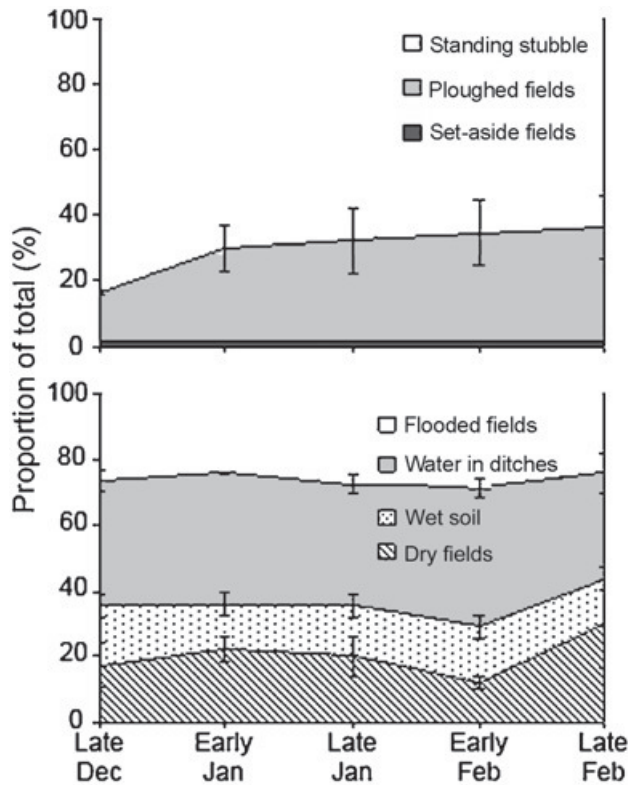 Proportion of total (%)
100
80
60
40
20
0
Standing stubble
Ploughed fields
Set-aside fields
100
80
60
40
20
0
Flooded fields
Water in ditches
Wet soil
Dry fields
Late Dec
Early Jan
Late Jan
Early Feb
Late Feb